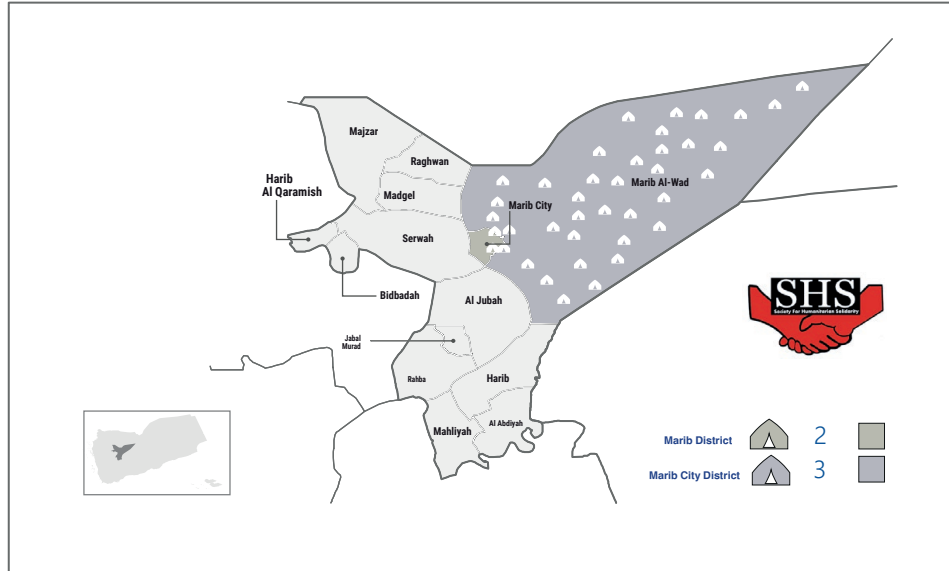 Majzar
Raghwan
Harib
Al Qaramish
Madgel
Marib Al-Wad
Marib City
Serwah
Bidbadah
Al Jubah
Jabal
Murad
Rahba
Harib
Mahliyah
Al Abdiyah
SHS
Society For Humanitarian Solidarity
Marib District 2
Marib City District 3